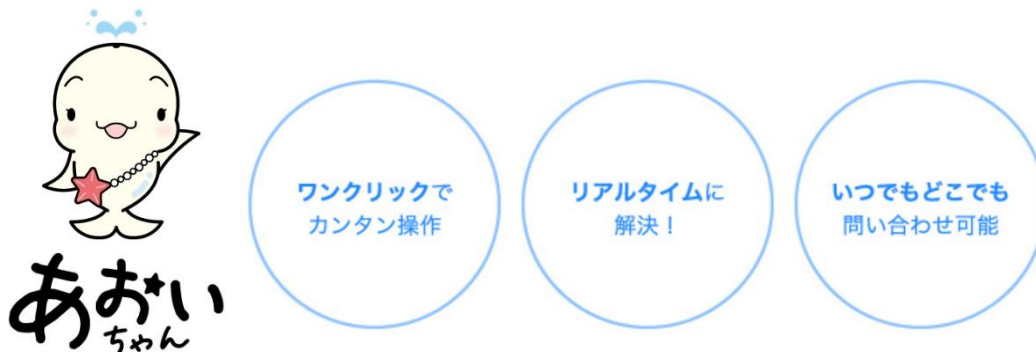 あおい
ちゃん
ワンクリックで
カンタン操作
リアルタイムに
解決！
いつでもどこでも
問い合わせ可能